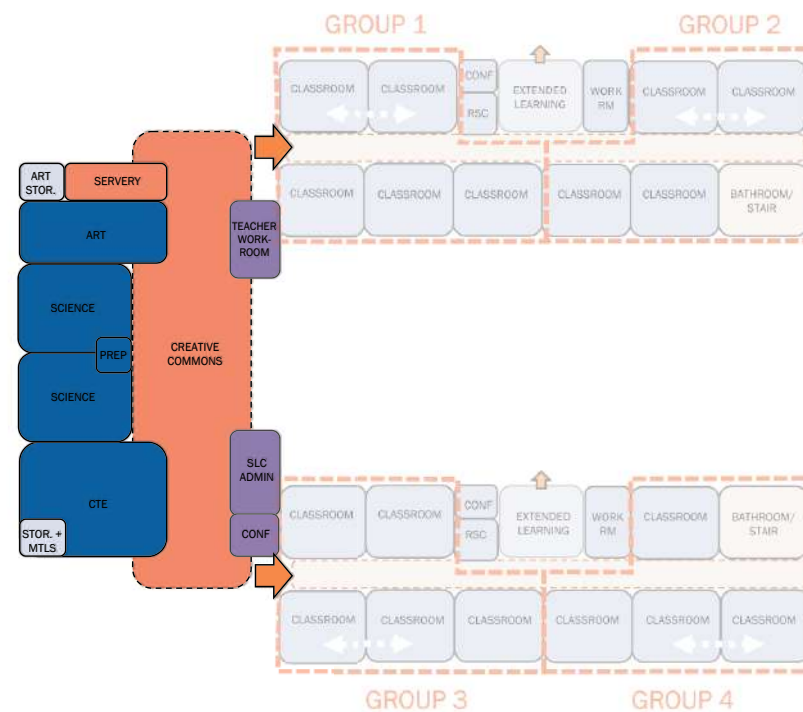 GROUP 1
GROUP 2
CLASSROOM
CLASSROOM
CONF
RSC
EXTENDED
LEARNING
WORK
RM
CLASSROOM
CLASSROOM
ART
STOR.
SERVERY
CLASSROOM
CLASSROOM
CLASSROOM
CLASSROOM
CLASSROOM
BATHROOM/
STAIR
ART
TEACHER
WORK-
ROOM
SCIENCE
PREP
CREATIVE
COMMONS
SCIENCE
SLC
ADMIN
CTE
STOR. +
MTLS
CONF
CLASSROOM
CLASSROOM
CONF
RSC
EXTENDED
LEARNING
WORK
RM
CLASSROOM
BATHROOM/
STAIR
CLASSROOM
CLASSROOM
CLASSROOM
CLASSROOM
CLASSROOM
CLASSROOM
GROUP 3
GROUP 4